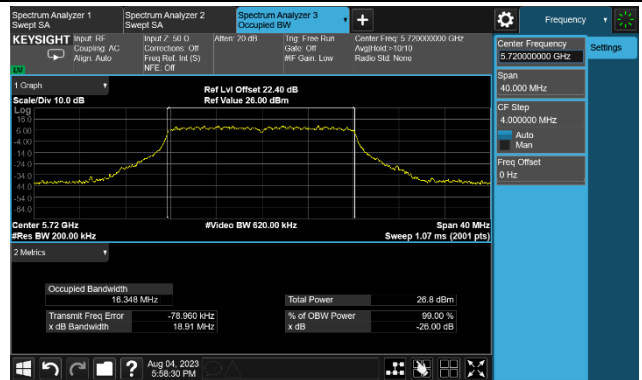 Spectrum Analyzer 1
Swept SA
Spectrum Analyzer 2
Swept SA
Spectrum Analyzer 3
Occupied BW
Frequency
KEYSIGHT
Input: RF
Coupling: AC
Align: Auto
Input Z: 50 Ω
Corrections: Off
Freq Ref: Int (S)
NFE: Off
Atten: 20 dB
Trig: Free Run
Gate: Off
#IF Gain: Low
Center Freq: 5.720000000 GHz
Avg|Hold:>10/10
Radio Std: None
LV
Center Frequency
5.720000000 GHz
Settings
Span
40.000 MHz
CF Step
4.000000 MHz
Auto
Man
Freq Offset
0 Hz
1 Graph
Scale/Div 10.0 dB
Ref Lvl Offset 22.40 dB
Ref Value 26.00 dBm
Log
16.0
6.00
-4.00
-14.0
-24.0
-34.0
-44.0
-54.0
-64.0
Center 5.72 GHz
#Res BW 200.00 kHz
#Video BW 620.00 kHz
Span 40 MHz
Sweep 1.07 ms (2001 pts)
2 Metrics
Occupied Bandwidth
16.348 MHz
Total Power
26.8 dBm
Transmit Freq Error
-78.960 kHz
% of OBW Power
99.00 %
x dB Bandwidth
18.91 MHz
x dB
-26.00 dB
Aug 04, 2023
5:58:30 PM